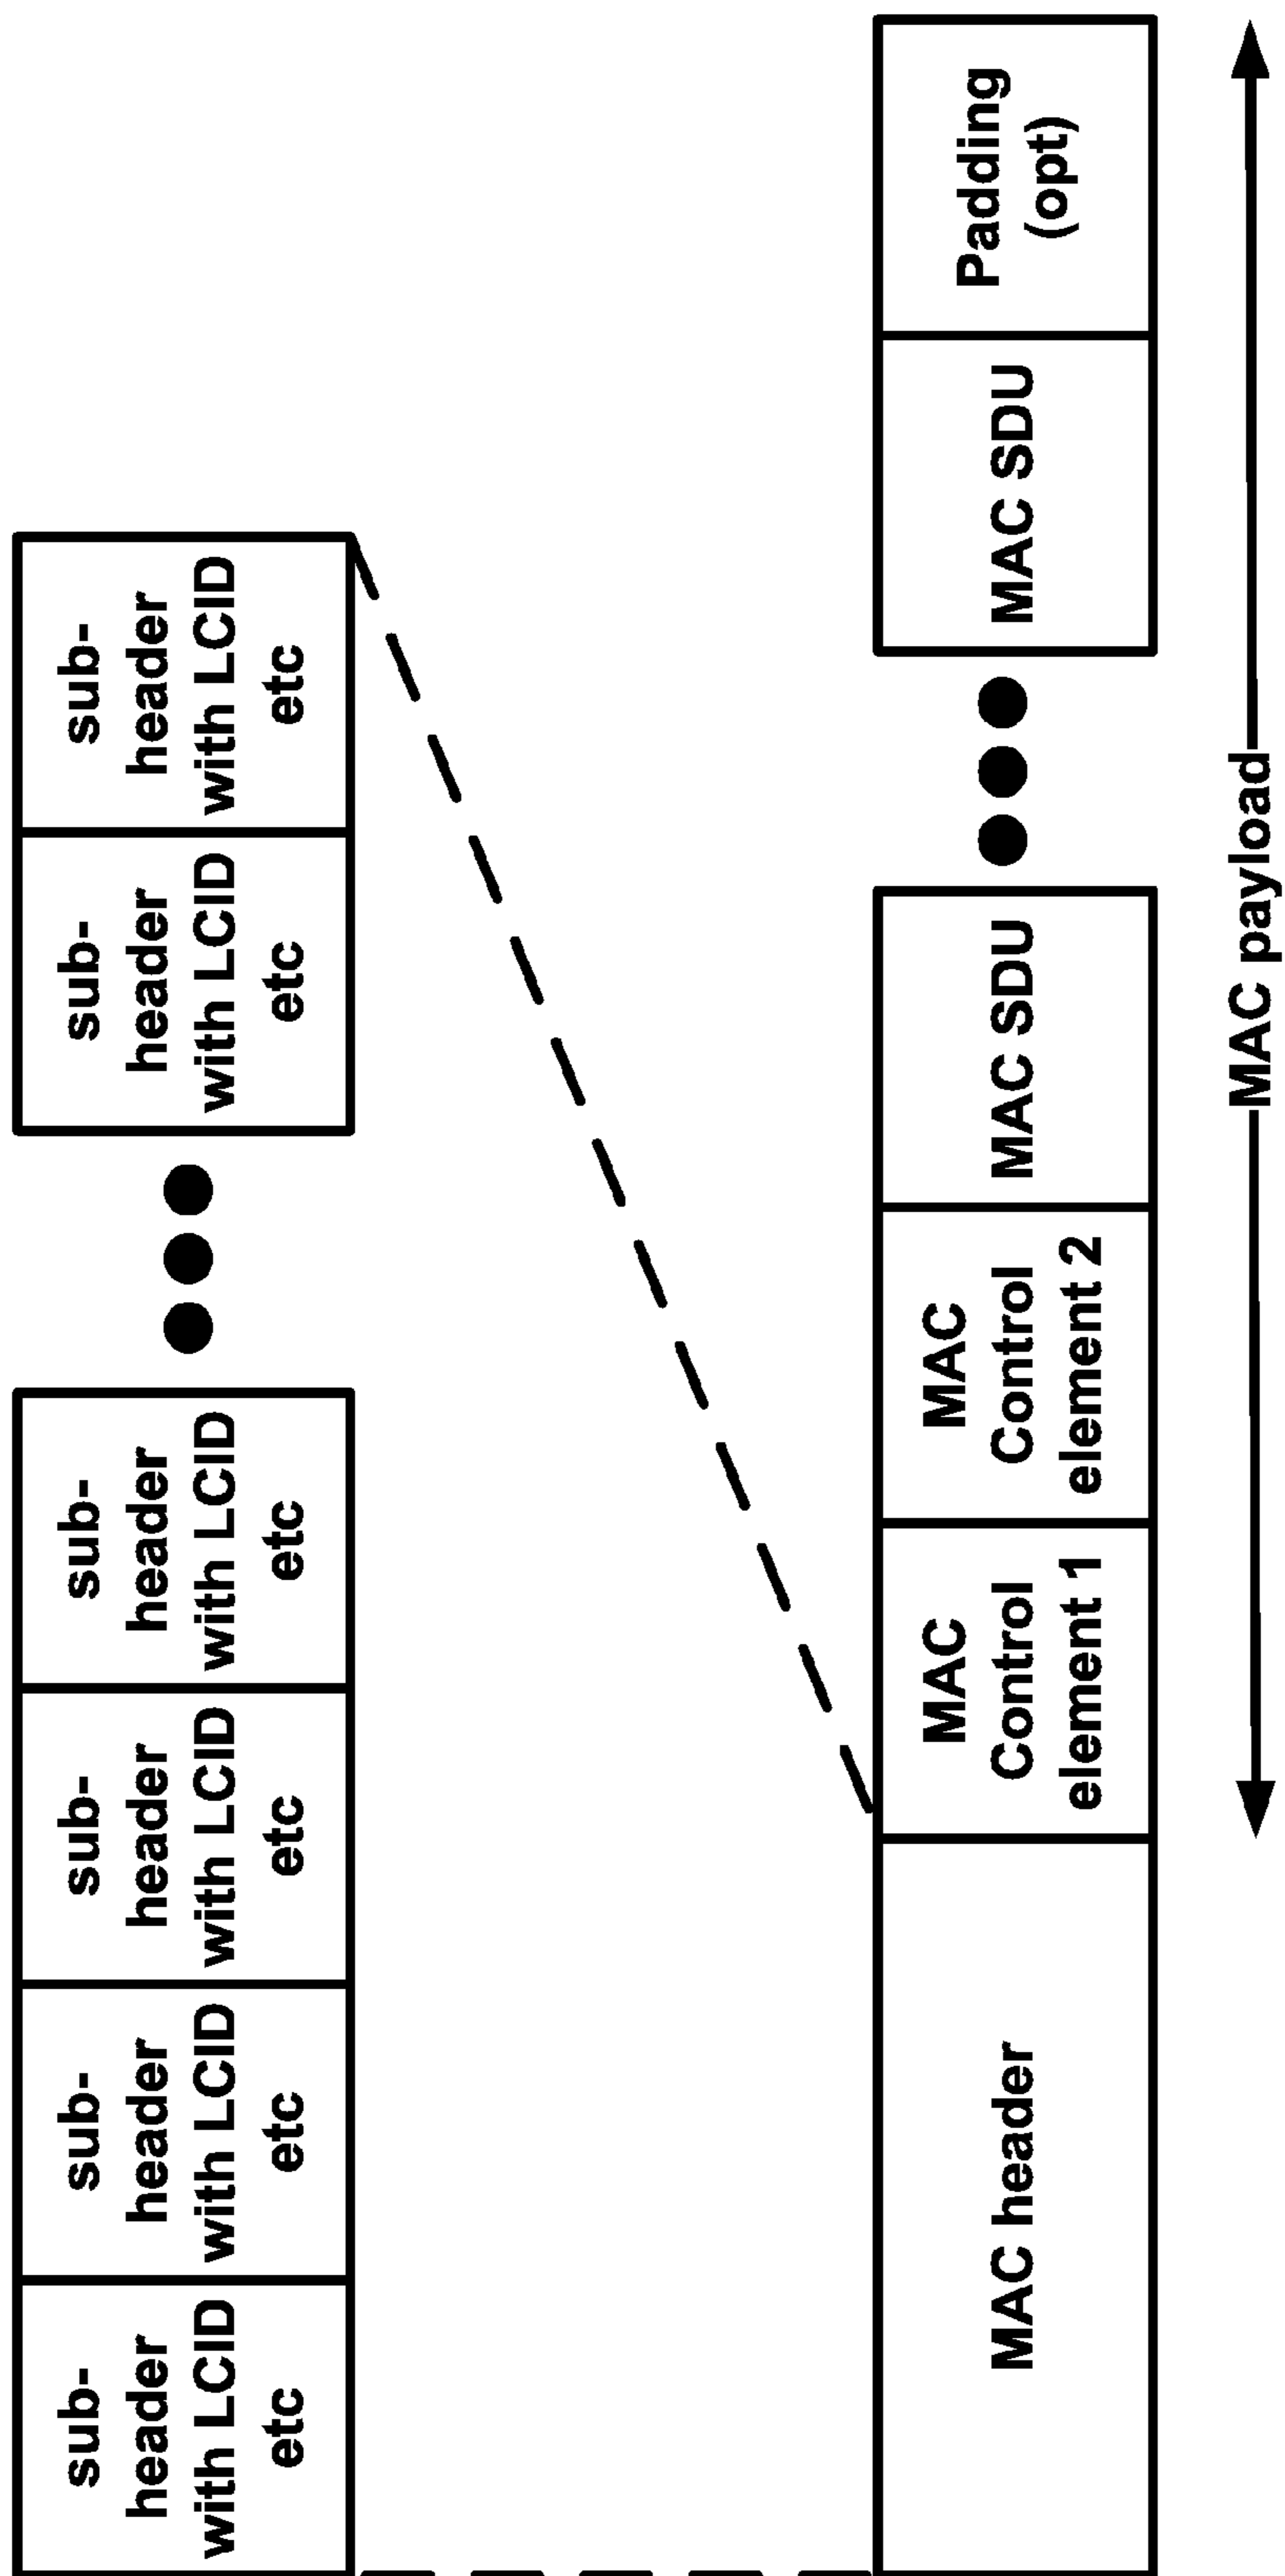 sub-
header
with LCID
etc
sub-
header
with LCID
etc
sub-
header
with LCID
etc
sub-
header
with LCID
etc
sub-
header
with LCID
etc
sub-
header
with LCID
etc
MAC header
MAC
Control
element 1
MAC
Control
element 2
MAC SDU
MAC SDU
Padding
(opt)
MAC payload